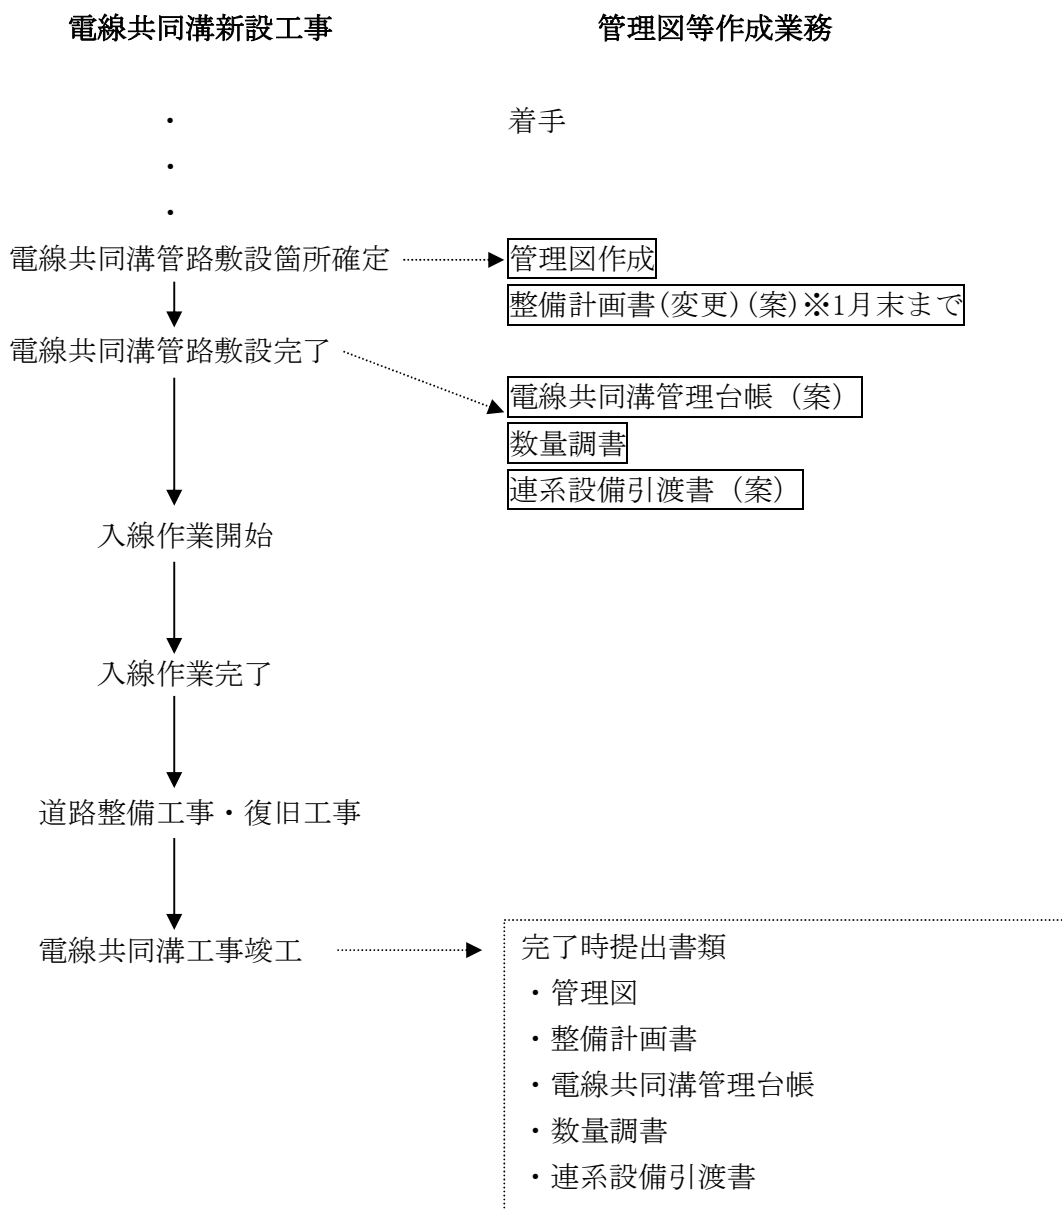 電線共同溝新設工事
管理図等作成業務
・
着手
・
・
電線共同溝管路敷設箇所確定
管理図作成
整備計画書(変更)(案)※1月末まで
電線共同溝管路敷設完了
電線共同溝管理台帳（案）
数量調書
連系設備引渡書（案）
入線作業開始
入線作業完了
道路整備工事・復旧工事
電線共同溝工事竣工
完了時提出書類
・管理図
・整備計画書
・電線共同溝管理台帳
・数量調書
・連系設備引渡書